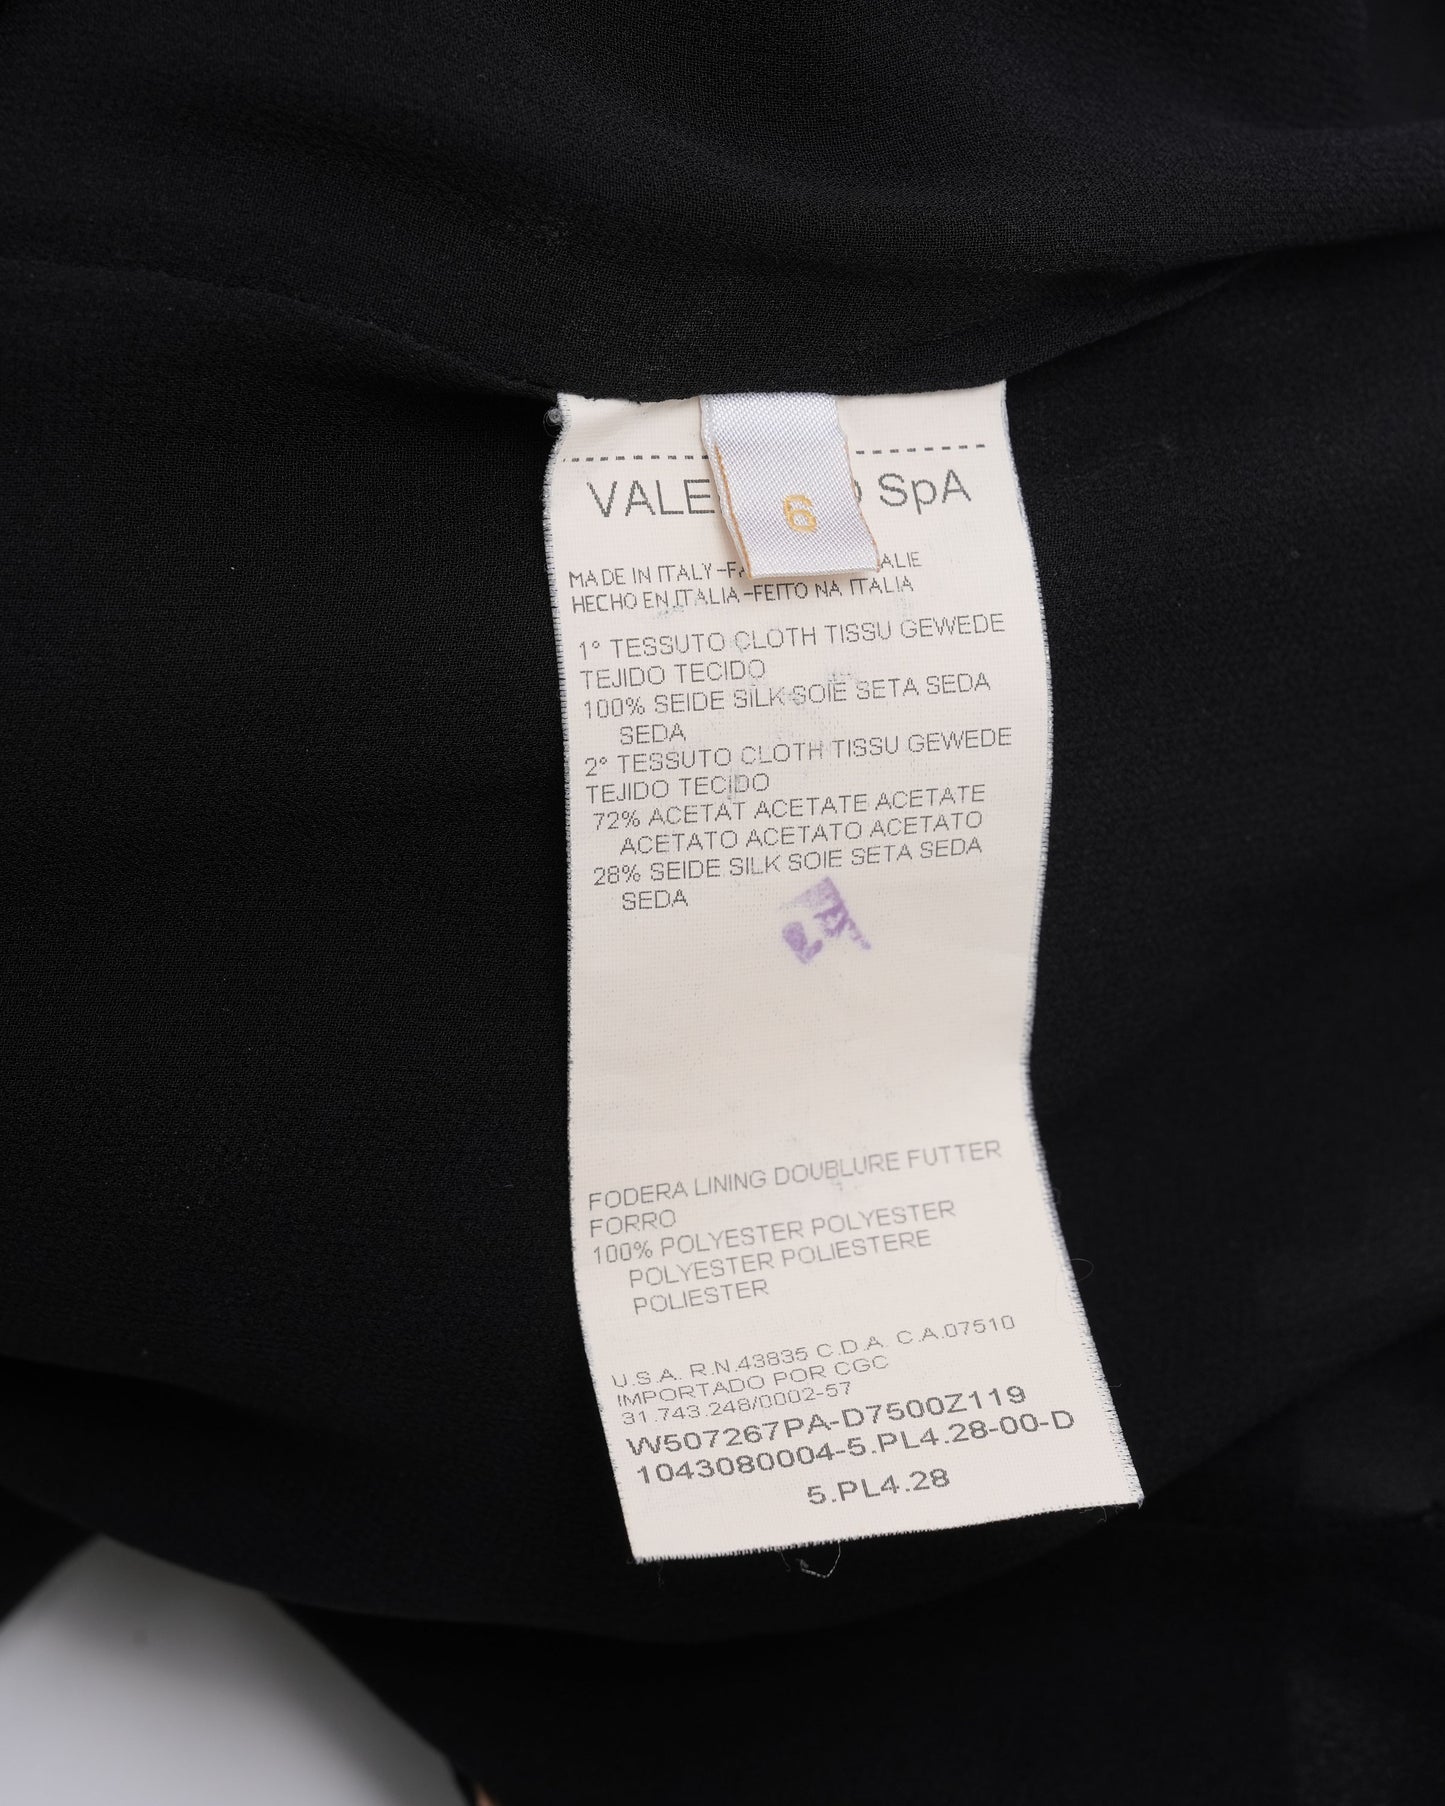 6
SpA
MADE IN ITALY
HECHO EN ITALIA-FEITO NA ITALIA
1° TESSUTO CLOTH TISSU GEWEDE
TEJIDO TECIDO
100% SEIDE SILK SOIE SETA SEDA
SEDA
2° TESSUTO CLOTH TISSU GEWEDE
TEJIDO TECIDO
72% ACETAT ACETATE ACETATE
ACETATO ACETATO ACETATO
28% SEIDE SILK SOIE SETA SEDA
SEDA
FODERA LINING DOUBLURE FUTTER
FORRO
100% POLYESTER POLYESTER
POLYESTER POLIESTERE
POLIESTER
U.S.A. R.N.43835 C.D.A. C.A.07510
IMPORTADO POR CGC
31.743.248/0002-57
W507267PA-D7500Z119
1043080004-5.PL4.28-00-D
5.PL4.28